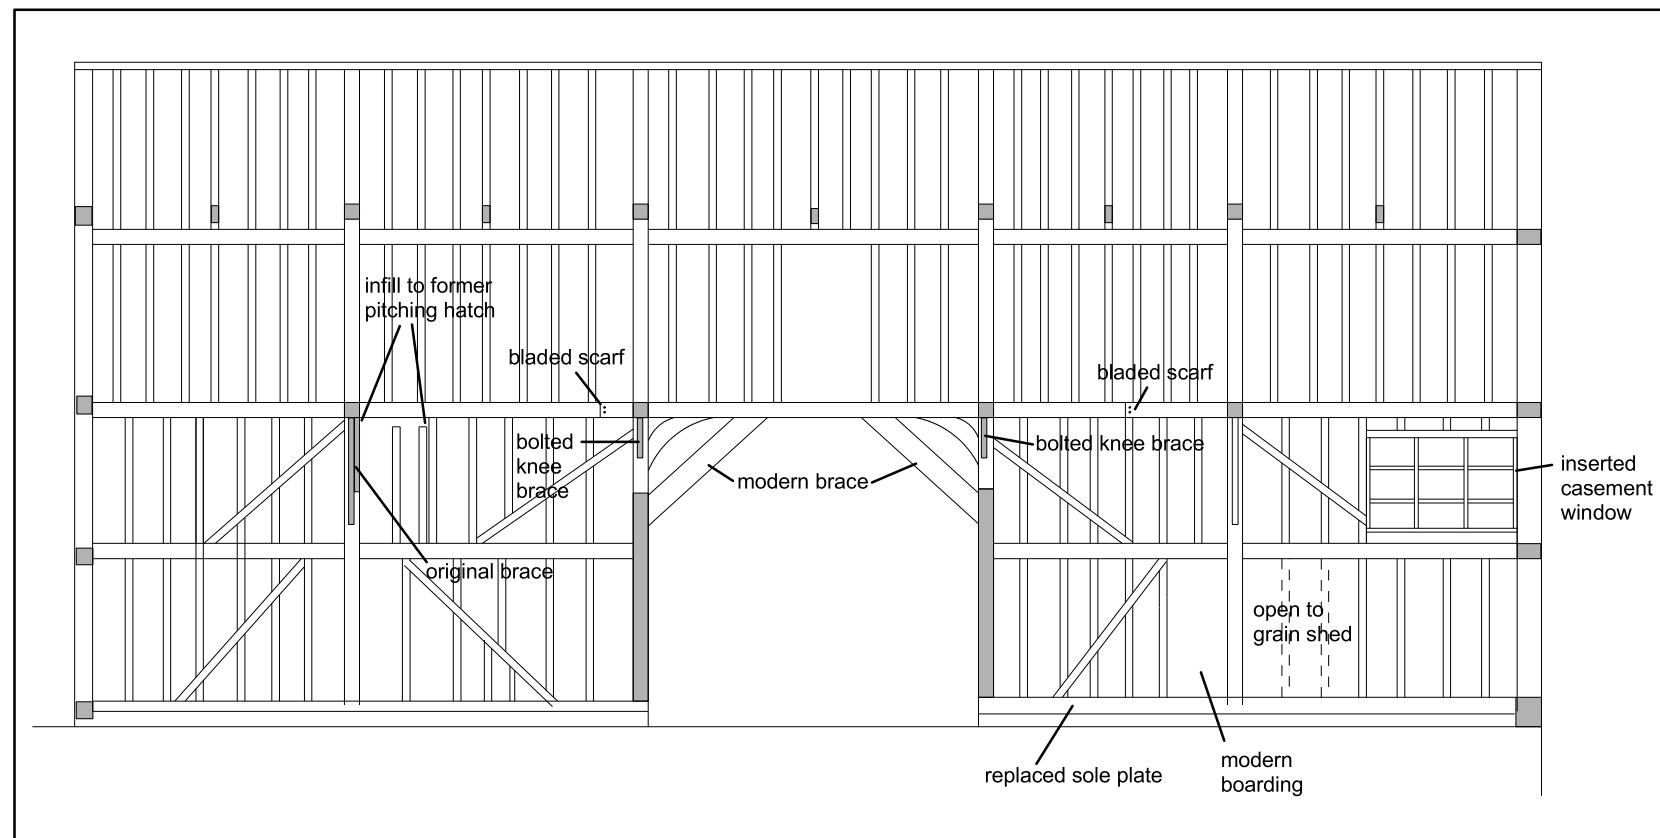 infill to former
pitching hatch
bladed scarf
bladed scarf
bolted
knee
brace
bolted knee brace
modern brace
inserted
casement
window
original brace
open to
grain shed
replaced sole plate
modern
boarding